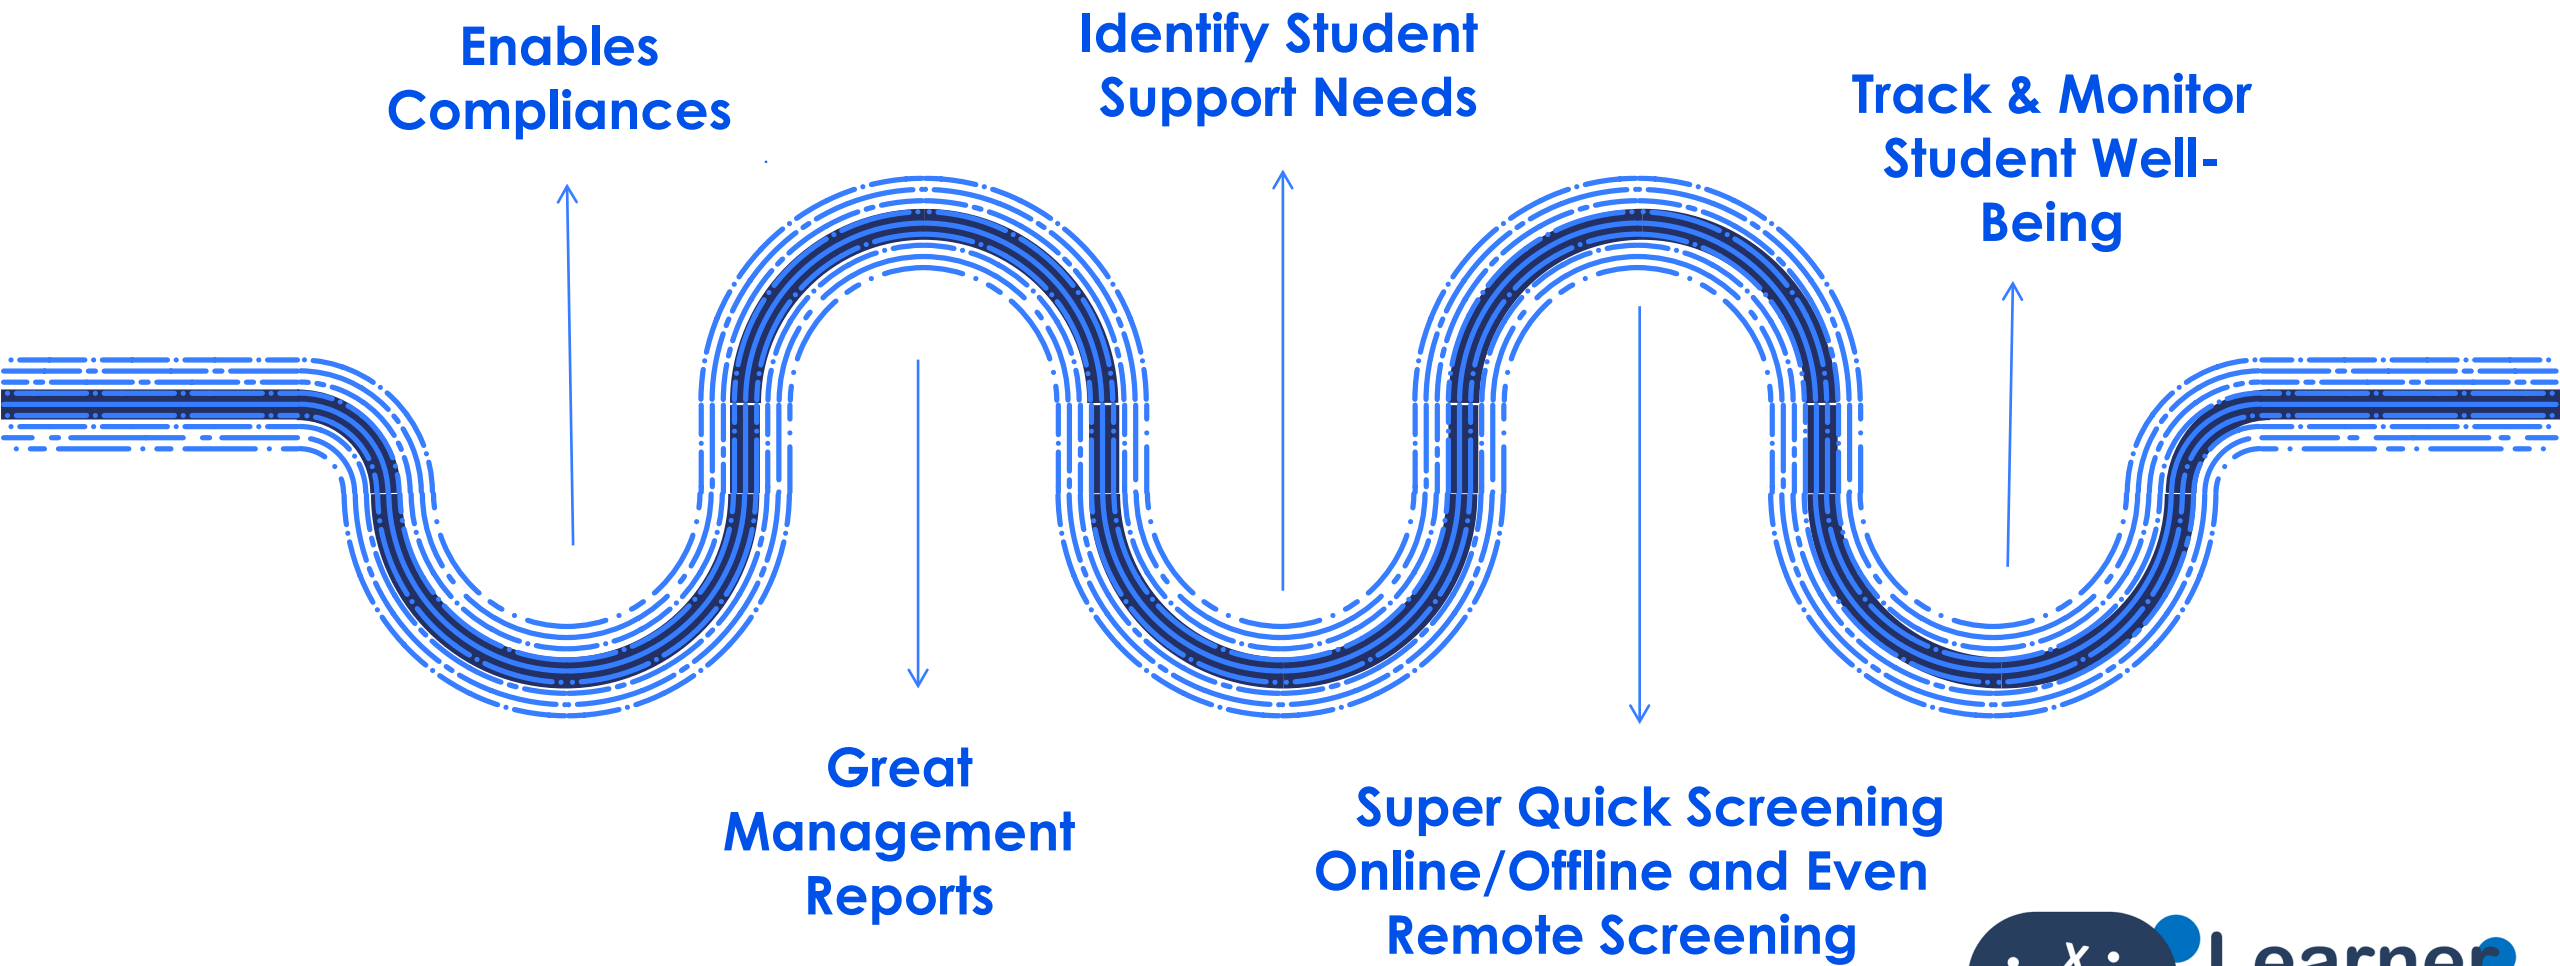 Enables
Compliances
Identify Student
Support Needs
Track & Monitor
Student Well-
Being
Great
Management
Reports
Super Quick Screening
Online/Offline and Even
Remote Screening
Learner